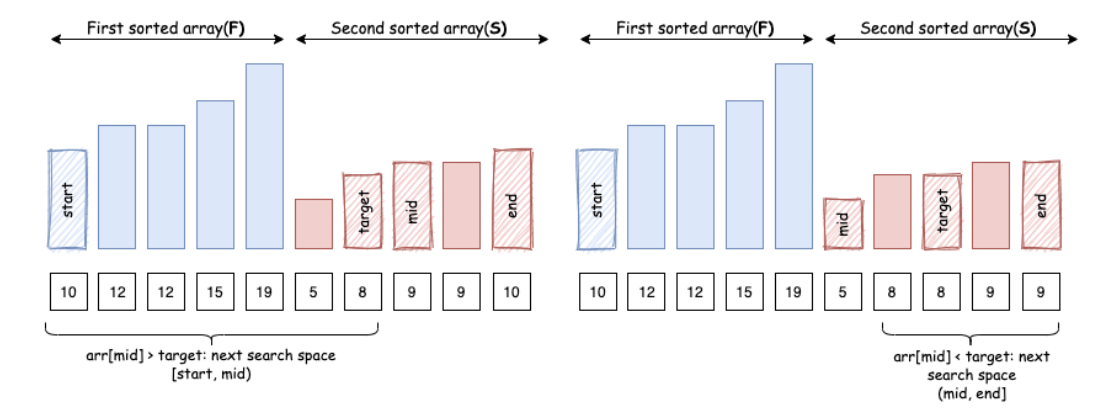 First sorted array(F)
Second sorted array(S)
start
target
mid
end
10 12 12 15 19 5 8 9 9 10
arr[mid] > target: next search space
[start, mid)
First sorted array(F)
Second sorted array(S)
start
mid
target
end
10 12 12 15 19 5 8 8 9 9
arr[mid] < target: next
search space
(mid, end]